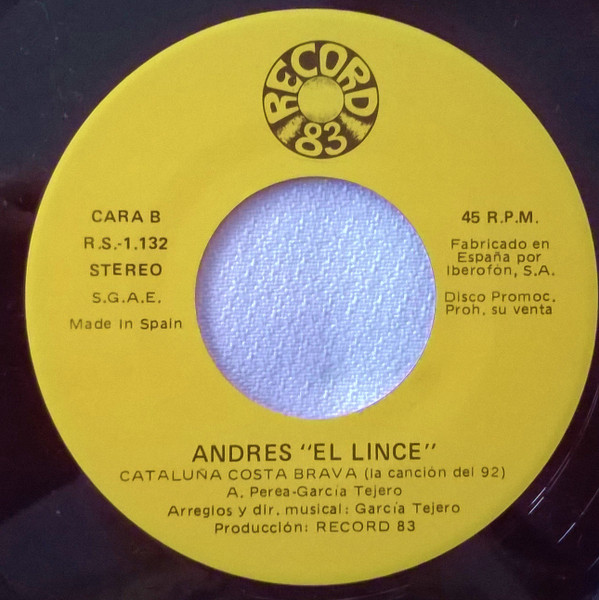 RECORD
83
CARA B
R.S.-1.132
STEREO
S.G.A.E.
Made in Spain
45 R.P.M.
Fabricado en
España por
Iberofón, S.A.
Disco Promoc.
Proh. su venta
ANDRES "EL LINCE"
CATALUÑA COSTA BRAVA (la canción del 92)
A. Perea-García Tejero
Arreglos y dir. musical: García Tejero
Producción: RECORD 83